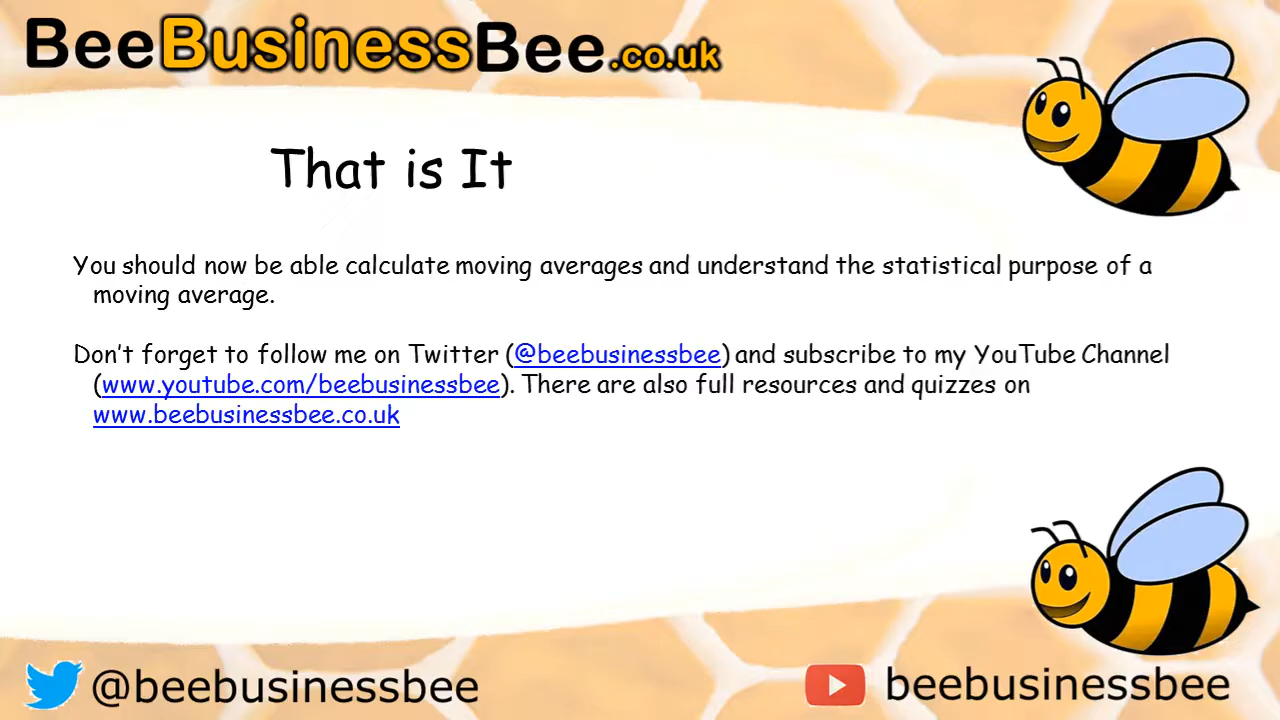 BeeBusinessBee.co.uk
That is It
You should now be able calculate moving averages and understand the statistical purpose of a
moving average.
Don't forget to follow me on Twitter (@beebusinessbee) and subscribe to my YouTube Channel
(www.youtube.com/beebusinessbee). There are also full resources and quizzes on
www.beebusinessbee.co.uk
@beebusinessbee
beebusinessbee